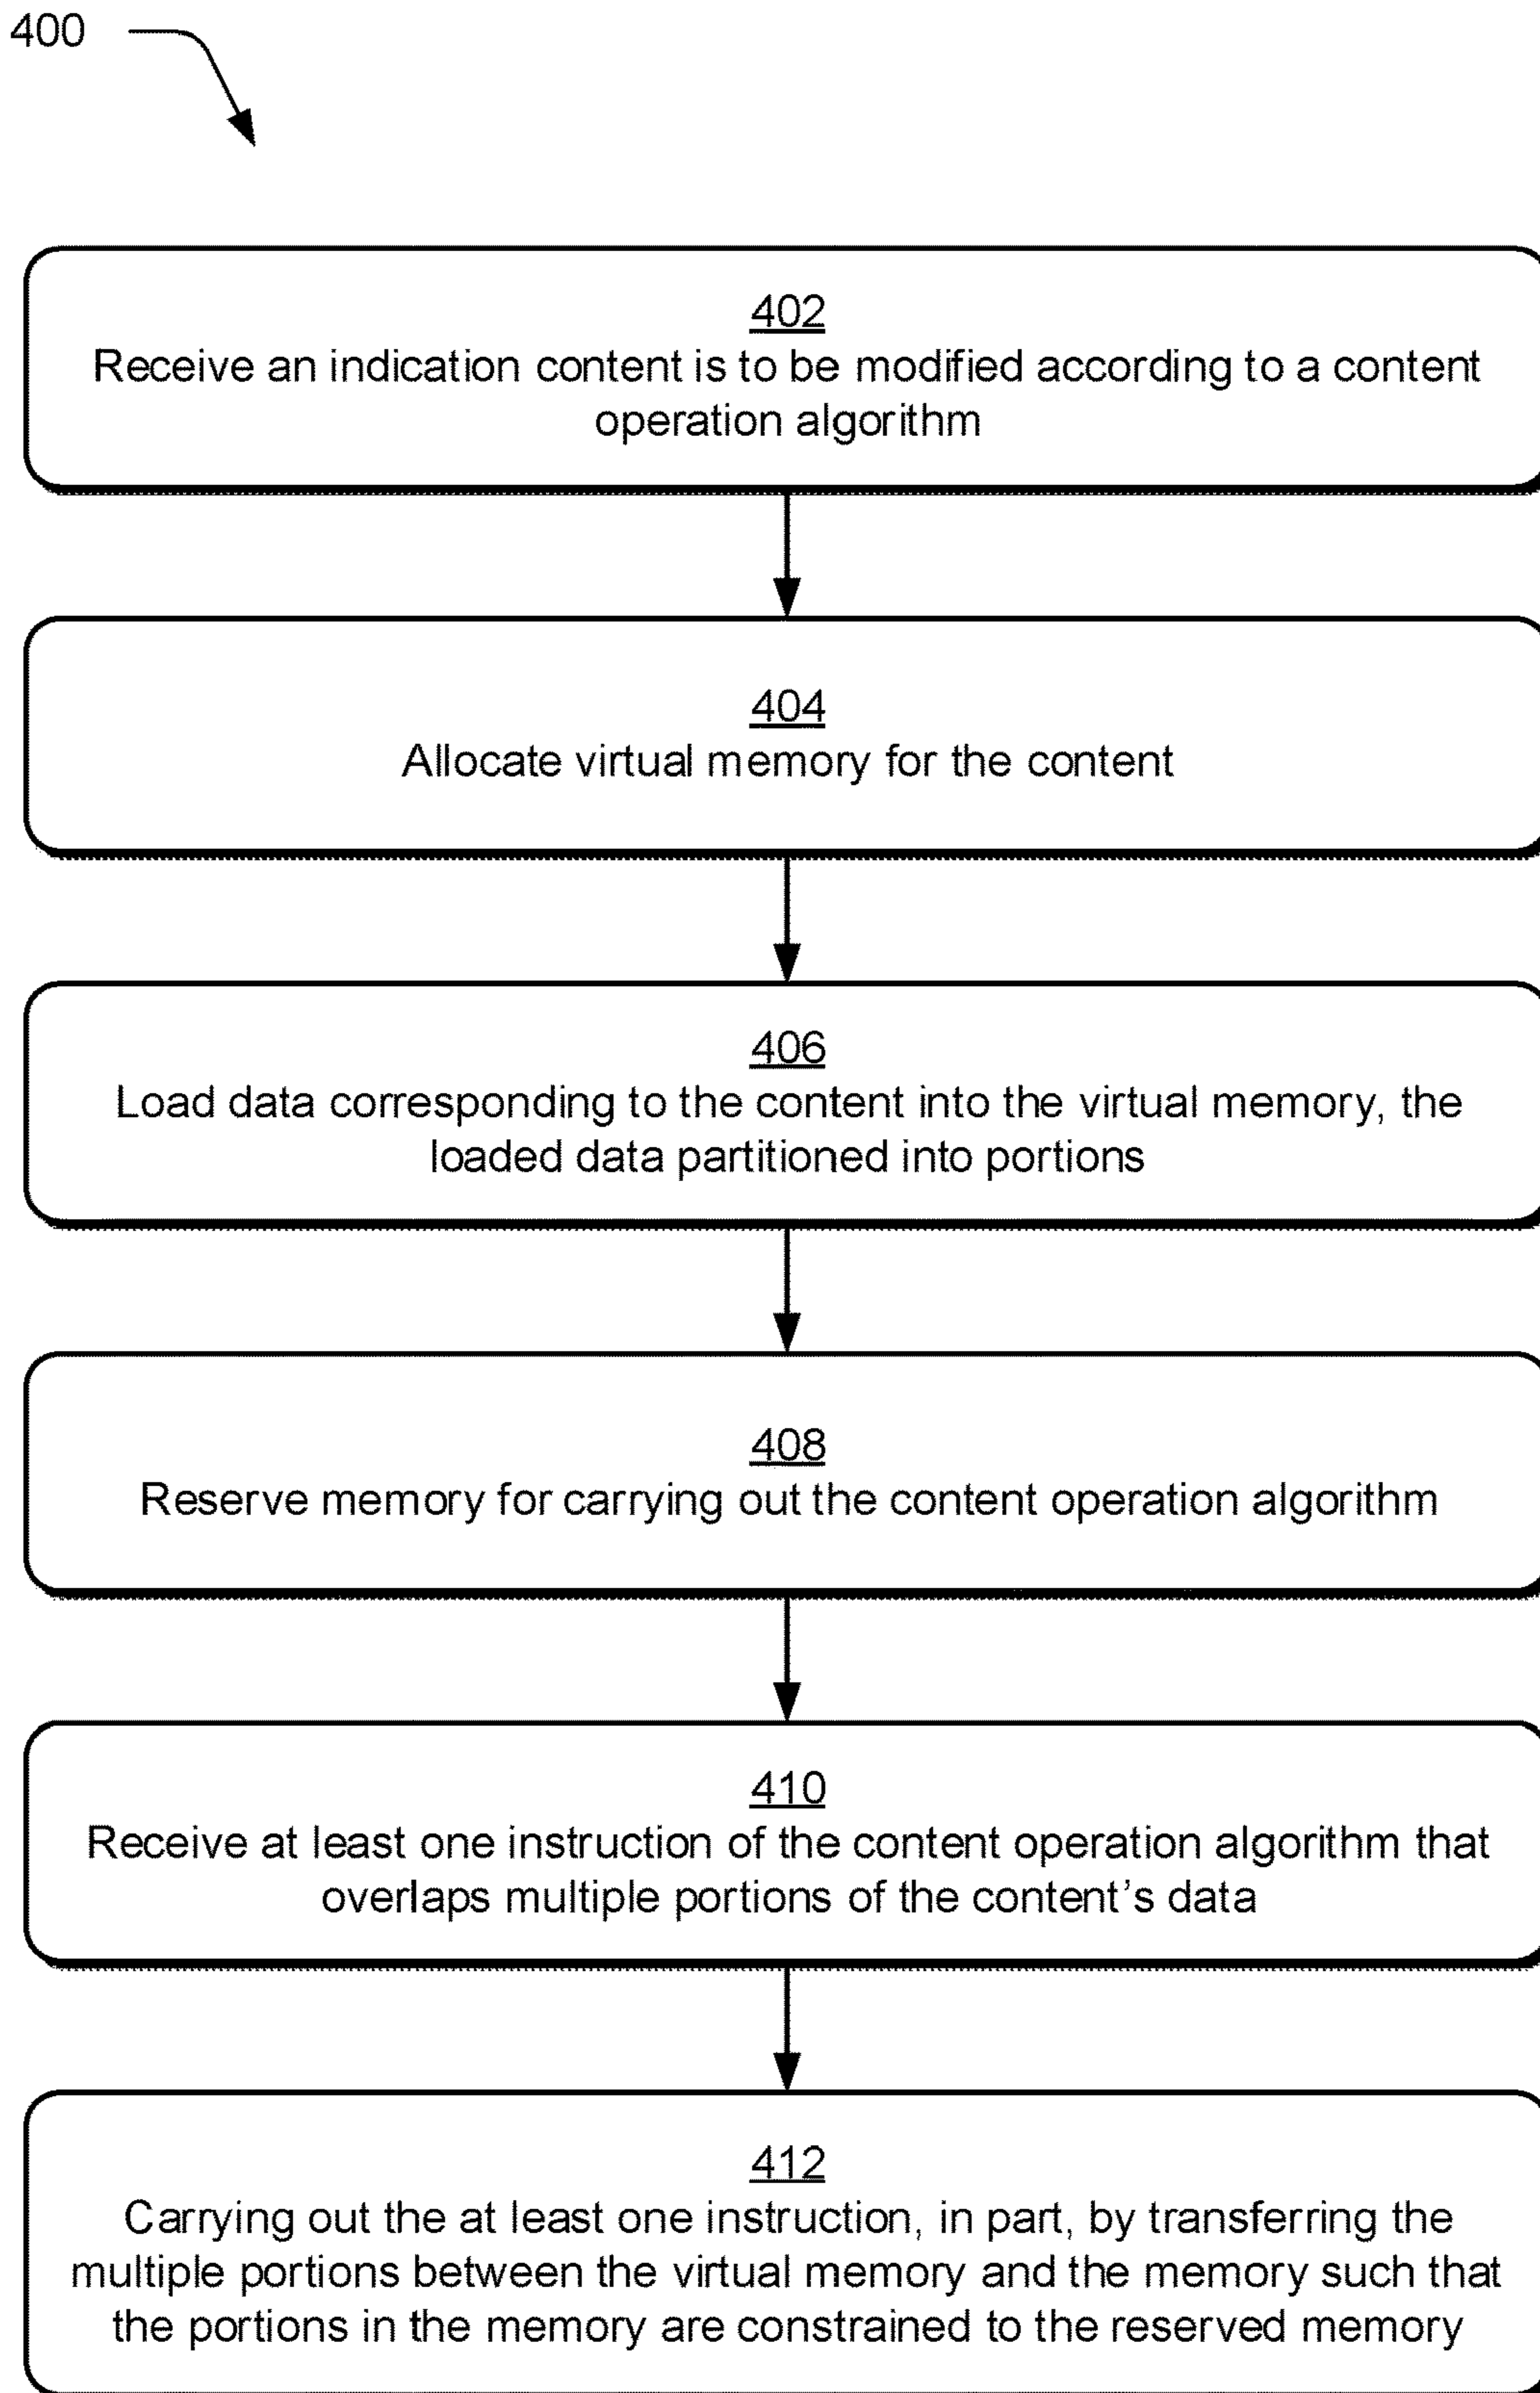 400
402
Receive an indication content is to be modified according to a content
operation algorithm
404
Allocate virtual memory for the content
406
Load data corresponding to the content into the virtual memory, the
loaded data partitioned into portions
408
Reserve memory for carrying out the content operation algorithm
410
Receive at least one instruction of the content operation algorithm that
overlaps multiple portions of the content’s data
412
Carrying out the at least one instruction, in part, by transferring the
multiple portions between the virtual memory and the memory such that
the portions in the memory are constrained to the reserved memory